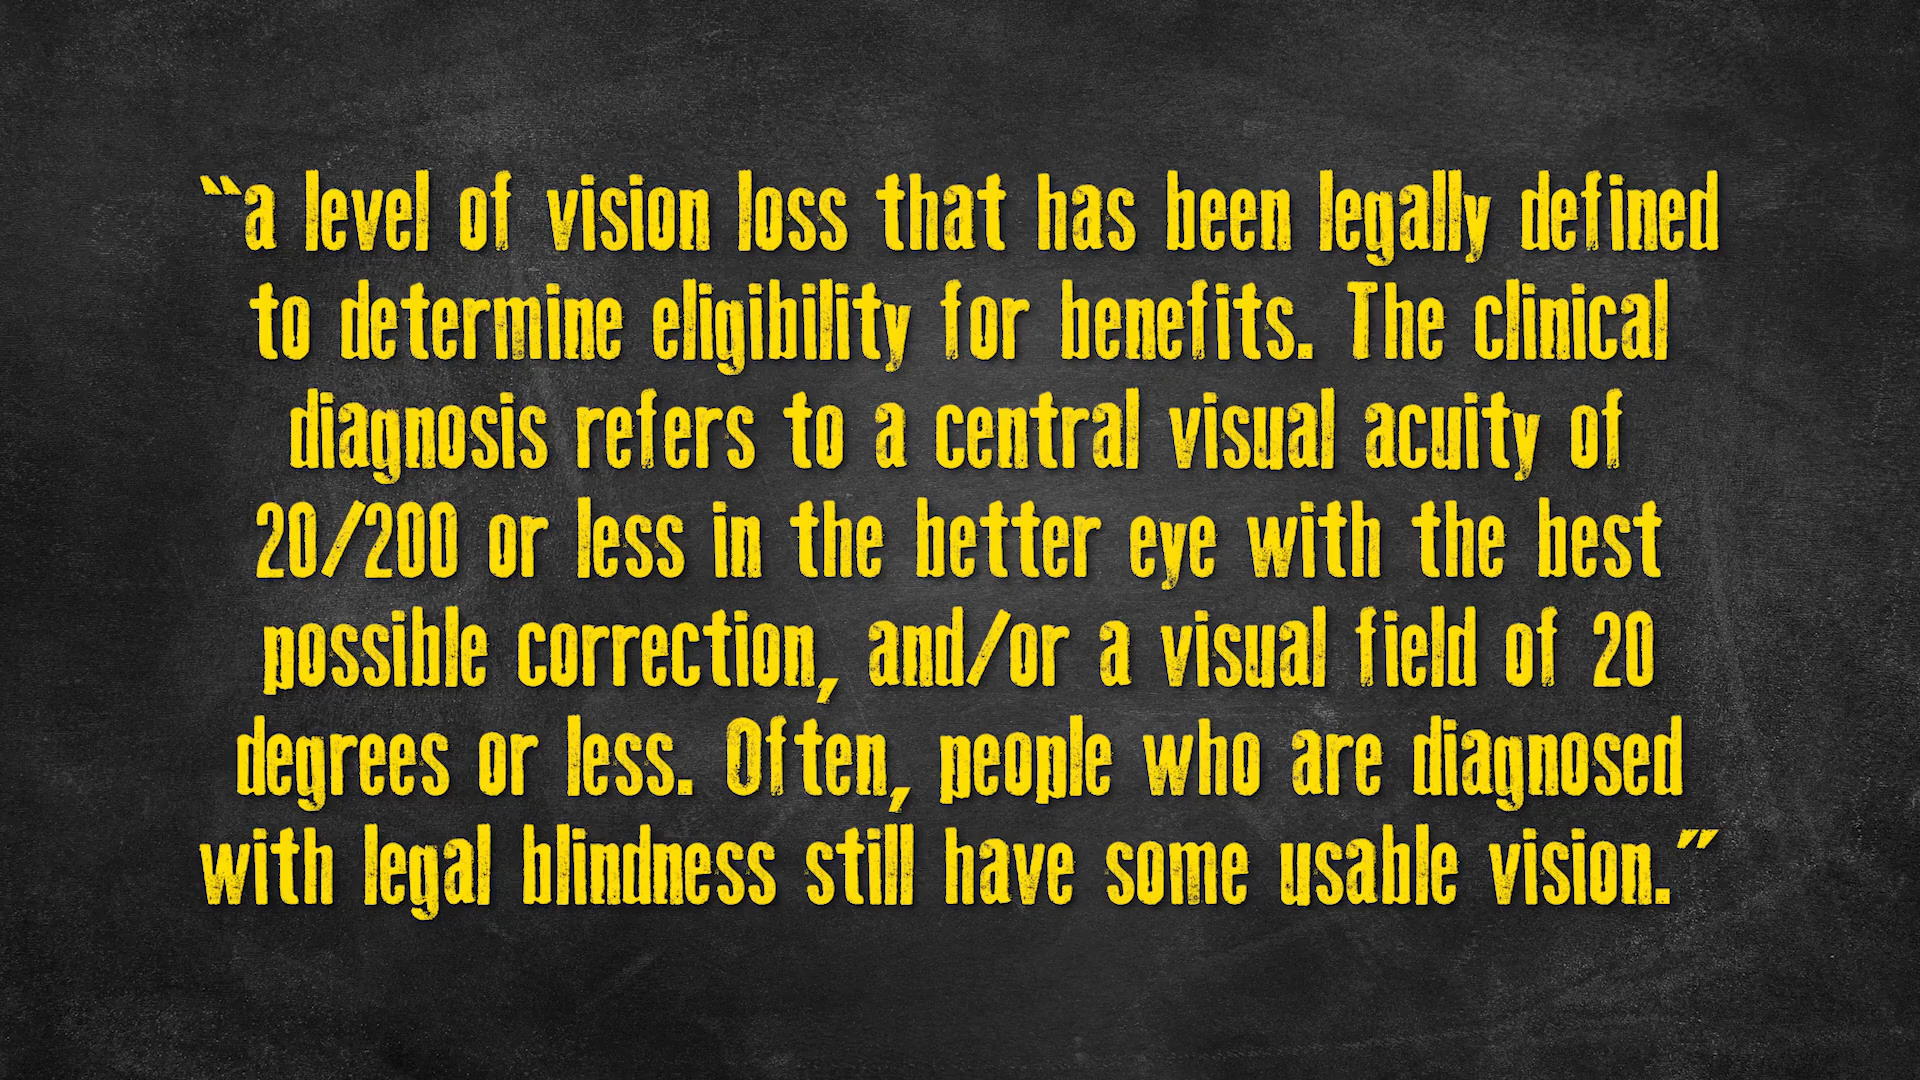 “a level of vision loss that has been legally defined
to determine eligibility for benefits. The clinical
diagnosis refers to a central visual acuity of
20/200 or less in the better eye with the best
possible correction, and/or a visual field of 20
degrees or less. Often, people who are diagnosed
with legal blindness still have some usable vision.”